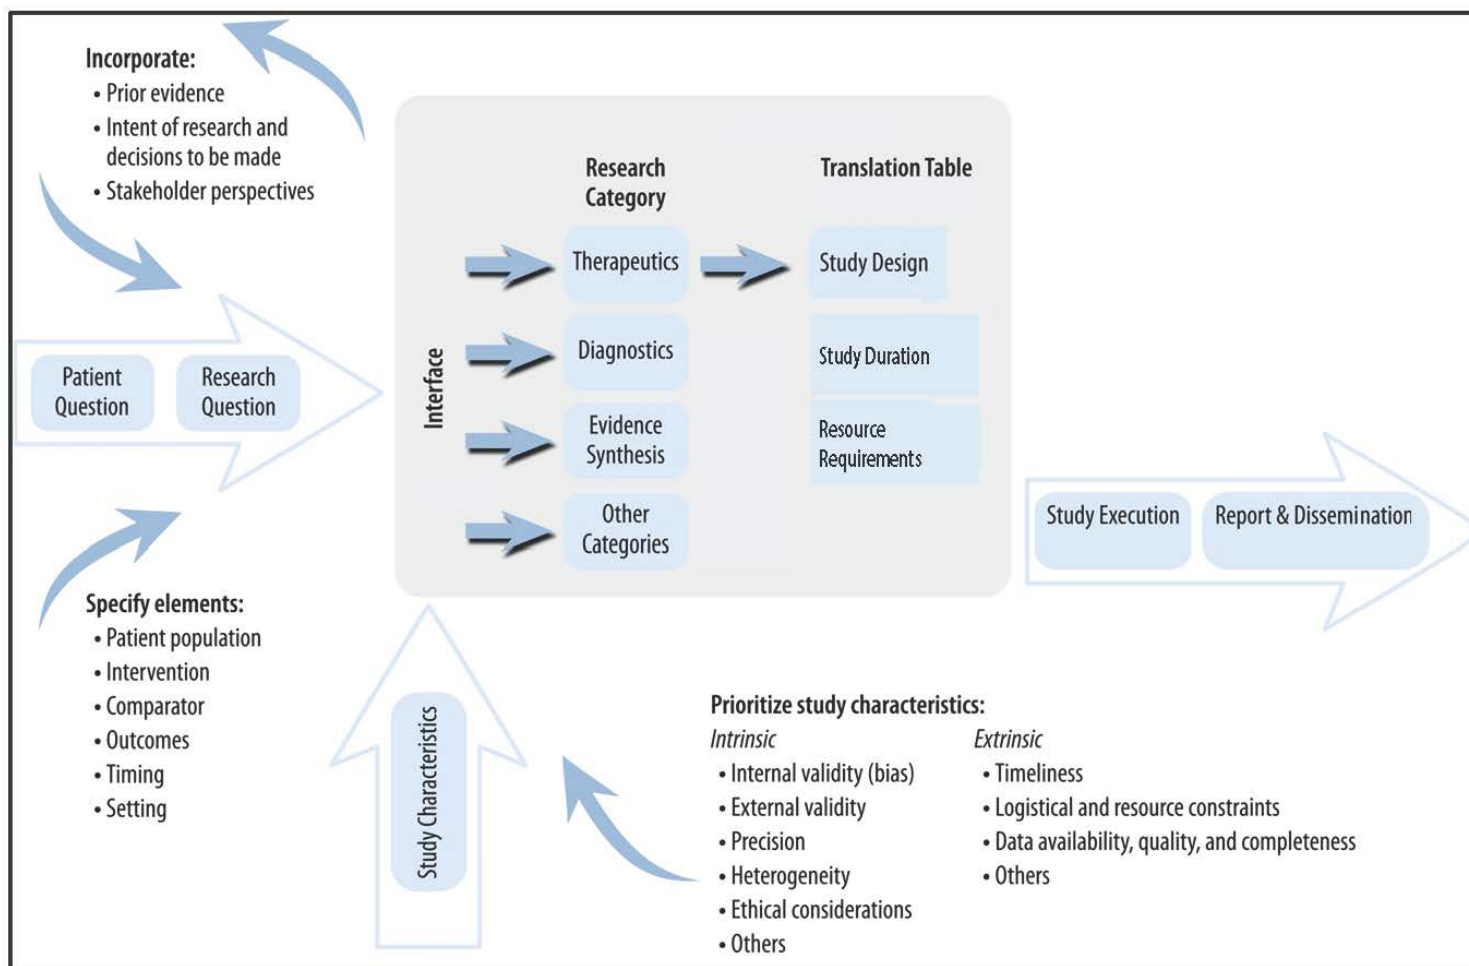 Incorporate:
• Prior evidence
• Intent of research and
decisions to be made
• Stakeholder perspectives
Patient
Question
Research
Question
Specify elements:
• Patient population
• Intervention
• Comparator
• Outcomes
• Timing
• Setting
Interface
Research
Category
Therapeutics
Diagnostics
Evidence
Synthesis
Other
Categories
Translation Table
Study Design
Study Duration
Resource
Requirements
Study Execution
Report & Dissemination
Study Characteristics
Prioritize study characteristics:
Intrinsic
• Internal validity (bias)
• External validity
• Precision
• Heterogeneity
• Ethical considerations
• Others
Extrinsic
• Timeliness
• Logistical and resource constraints
• Data availability, quality, and completeness
• Others